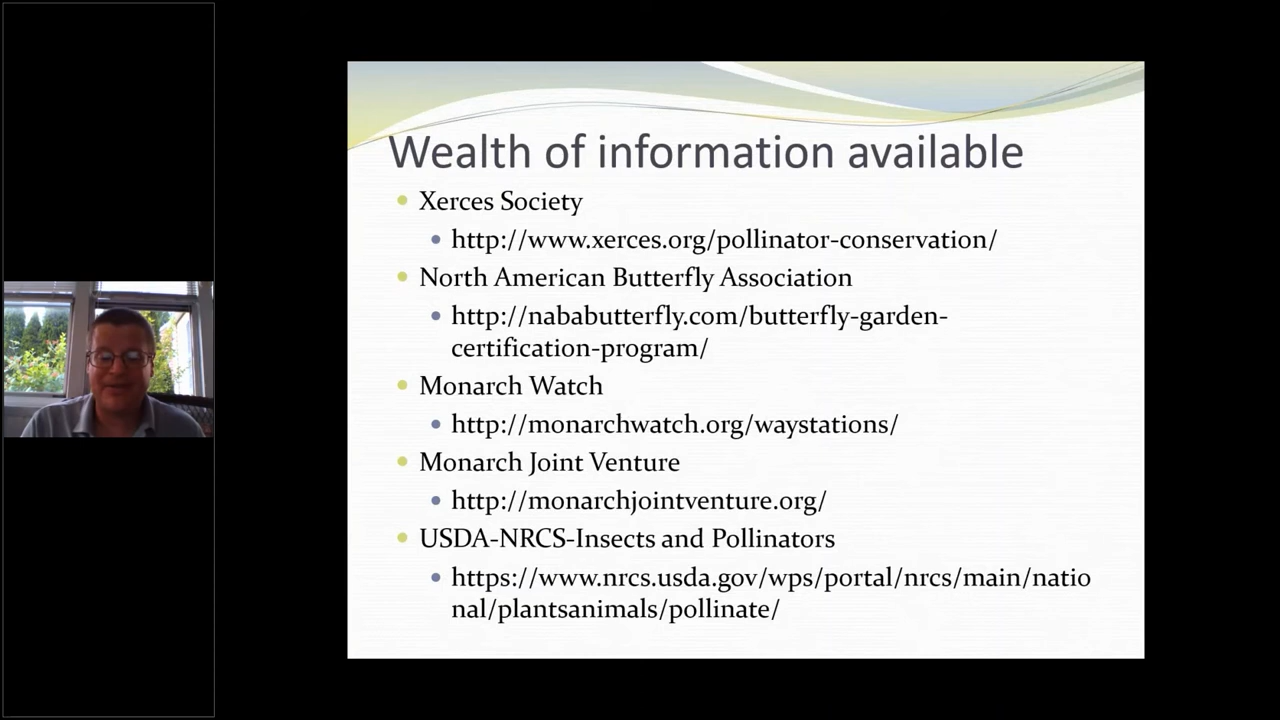 Wealth of information available
Xerces Society
http://www.xerces.org/pollinator-conservation/
North American Butterfly Association
http://nababutterfly.com/butterfly-garden-
certification-program/
Monarch Watch
http://monarchwatch.org/waystations/
Monarch Joint Venture
http://monarchjointventure.org/
USDA-NRCS-Insects and Pollinators
https://www.nrcs.usda.gov/wps/portal/nrcs/main/natio
nal/plantsanimals/pollinate/